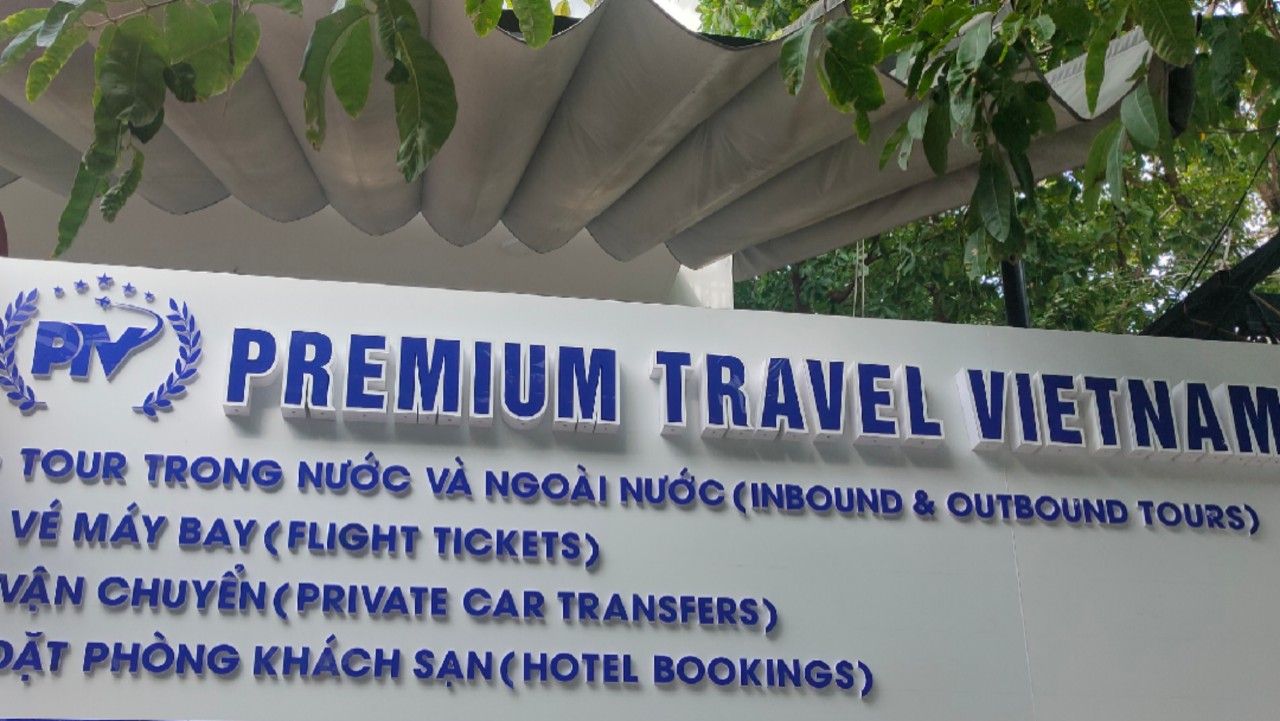 PTV
PREMIUM TRAVEL VIETNAM
TOUR TRONG NƯỚC VÀ NGOÀI NƯỚC (INBOUND & OUTBOUND TOURS)
VÉ MÁY BAY (FLIGHT TICKETS)
VẬN CHUYỂN (PRIVATE CAR TRANSFERS)
ĐẶT PHÒNG KHÁCH SẠN (HOTEL BOOKINGS)